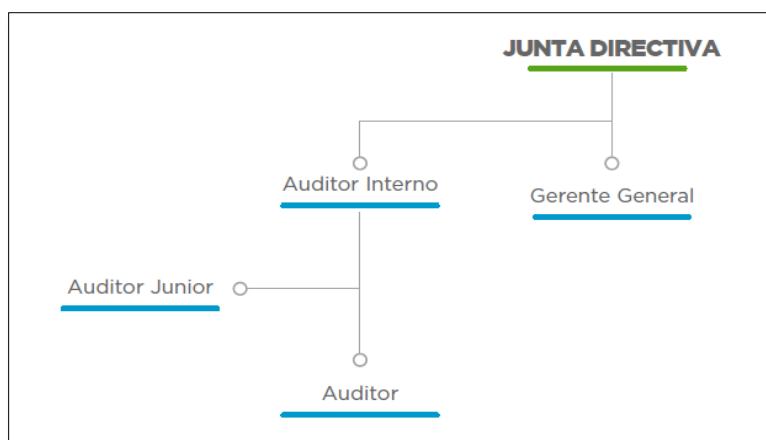 JUNTA DIRECTIVA
Auditor Interno
Gerente General
Auditor Junior
Auditor